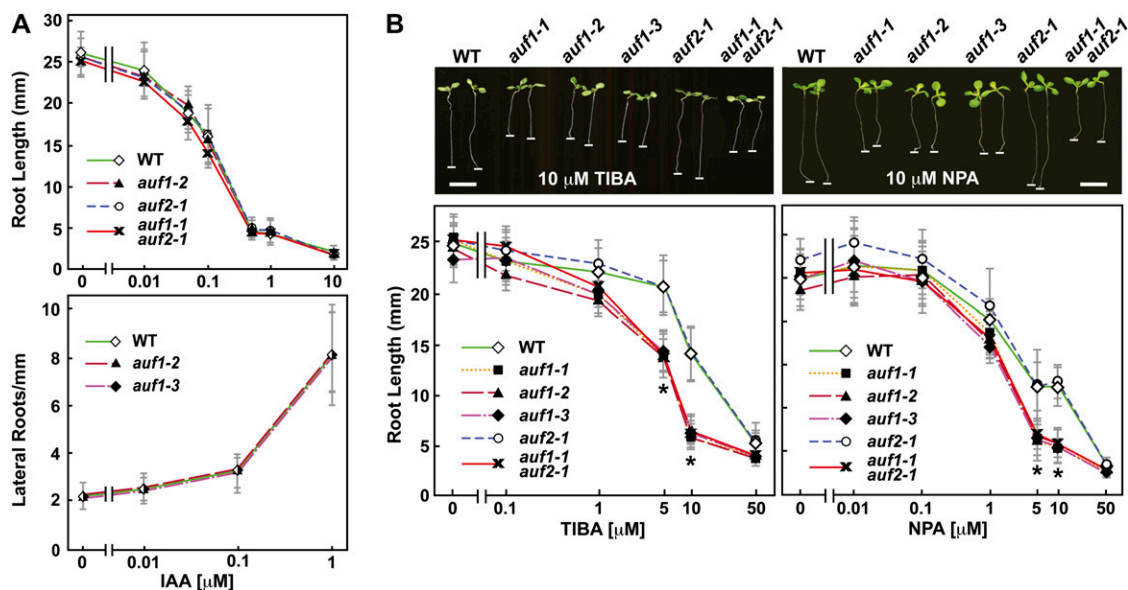 A
Root Length (mm)
30
25
20
15
10
5
0
WT
auf1-2
auf2-1
auf1-1
auf2-1
0 0.01 0.1 1 10
Lateral Roots/mm
10
8
6
4
2
0
WT
auf1-2
auf1-3
0 0.01 0.1 1
IAA [μM]
B
WT auf1-1 auf1-2 auf1-3 auf2-1 auf1-1 auf2-1
10 μM TIBA
WT auf1-1 auf1-2 auf1-3 auf2-1 auf1-1 auf2-1
10 μM NPA
Root Length (mm)
25
20
15
10
5
0
WT
auf1-1
auf1-2
auf1-3
auf2-1
auf1-1
auf2-1
*
*
0 0.1 1 5 10 50
TIBA [μM]
WT
auf1-1
auf1-2
auf1-3
auf2-1
auf1-1
auf2-1
* *
0 0.01 0.1 1 5 10 50
NPA [μM]